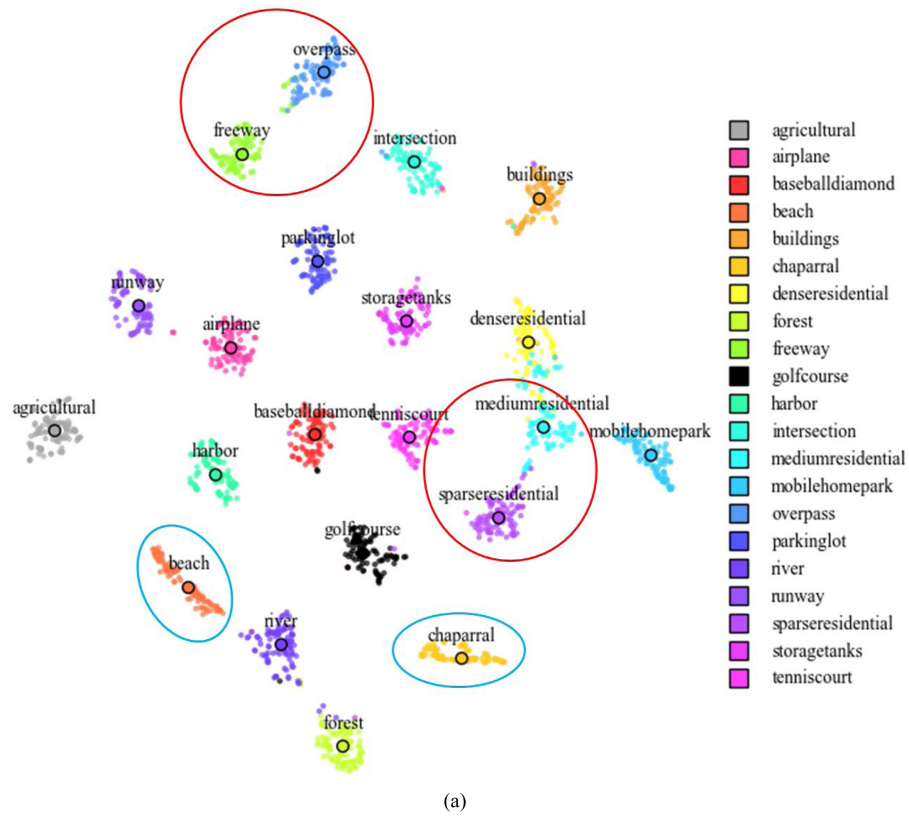 overpass
freeway
intersection
buildings
parkinglot
runway
storagetanks
airplane
denseresidential
agricultural
baseballdiamond
tenniscourt
mediumresidential
mobilehomepark
harbor
sparseresidential
golfcourse
beach
river
chaparral
forest
agricultural
airplane
baseballdiamond
beach
buildings
chaparral
denseresidential
forest
freeway
golfcourse
harbor
intersection
mediumresidential
mobilehomepark
overpass
parkinglot
river
runway
sparseresidential
storagetanks
tenniscourt
(a)